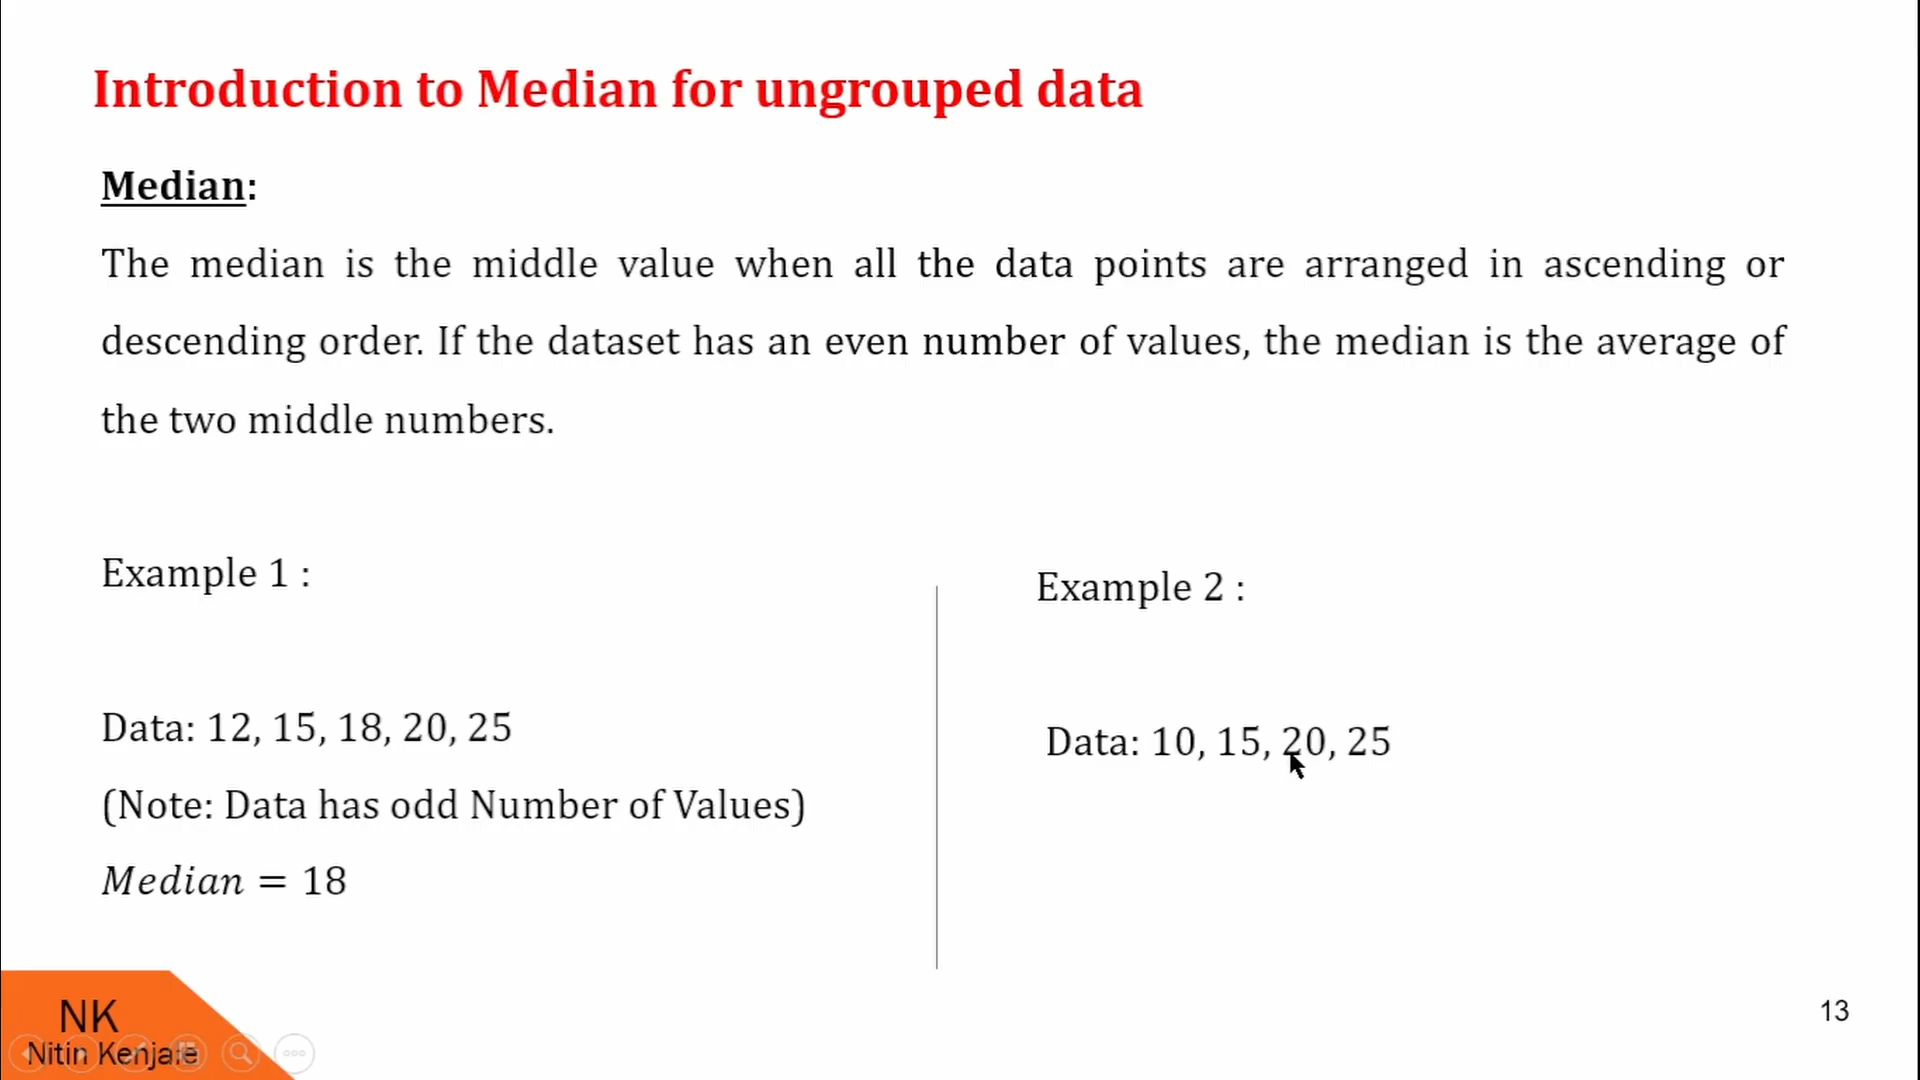 Introduction to Median for ungrouped data
Median:
The median is the middle value when all the data points are arranged in ascending or
descending order. If the dataset has an even number of values, the median is the average of
the two middle numbers.
Example 1 :
Data: 12, 15, 18, 20, 25
(Note: Data has odd Number of Values)
Median = 18
Example 2 :
Data: 10, 15, 20, 25
NK
Nitin Kenjale
13